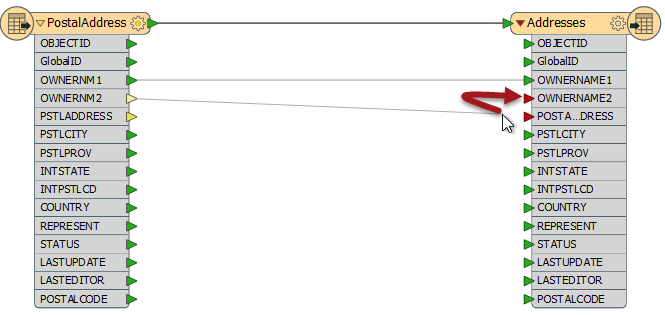 PostalAddress
OBJECTID
GlobalID
OWNERNM1
OWNERNM2
PSTLADDRESS
PSTLCITY
PSTLPROV
INTSTATE
INTPSTLCD
COUNTRY
REPRESENT
STATUS
LASTUPDATE
LASTEDITOR
POSTALCODE
Addresses
OBJECTID
GlobalID
OWNERNAME1
OWNERNAME2
POSTA...DRESS
PSTLCITY
PSTLPROV
INTSTATE
INTPSTLCD
COUNTRY
REPRESENT
STATUS
LASTUPDATE
LASTEDITOR
POSTALCODE